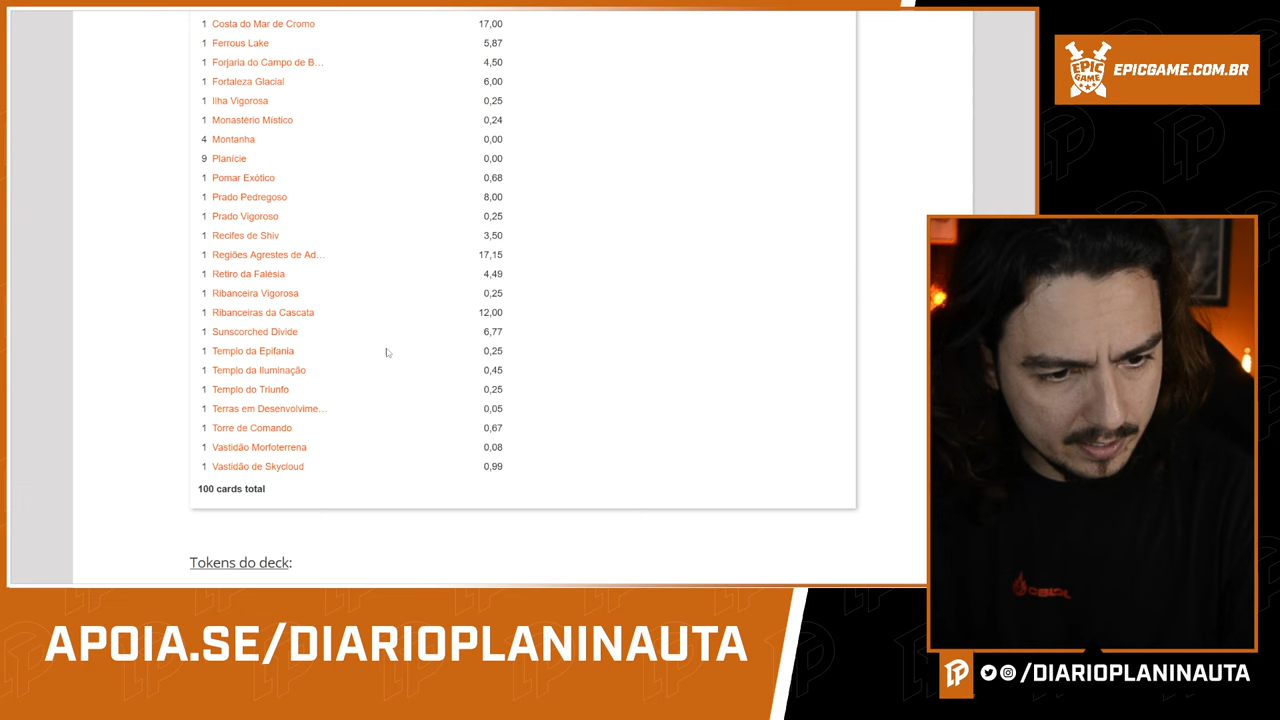 1 Costa do Mar de Cromo 17,00
1 Ferrous Lake 5,87
1 Forjaria do Campo de B... 4,50
1 Fortaleza Glacial 6,00
1 Ilha Vigorosa 0,25
1 Monastério Místico 0,24
4 Montanha 0,00
9 Planície 0,00
1 Pomar Exótico 0,68
1 Prado Pedregoso 8,00
1 Prado Vigoroso 0,25
1 Recifes de Shiv 3,50
1 Regiões Agrestes de Ad... 17,15
1 Retiro da Falésia 4,49
1 Ribanceira Vigorosa 0,25
1 Ribanceiras da Cascata 12,00
1 Sunscorched Divide 6,77
1 Templo da Epifania 0,25
1 Templo da Iluminação 0,45
1 Templo do Triunfo 0,25
1 Terras em Desenvolvime... 0,05
1 Torre de Comando 0,67
1 Vastidão Morfoterrena 0,08
1 Vastidão de Skycloud 0,99
100 cards total
Tokens do deck:
EPIC GAME
EPICGAME.COM.BR
APOIA.SE/DIARIOPLANINAUTA
/DIARIOPLANINAUTA